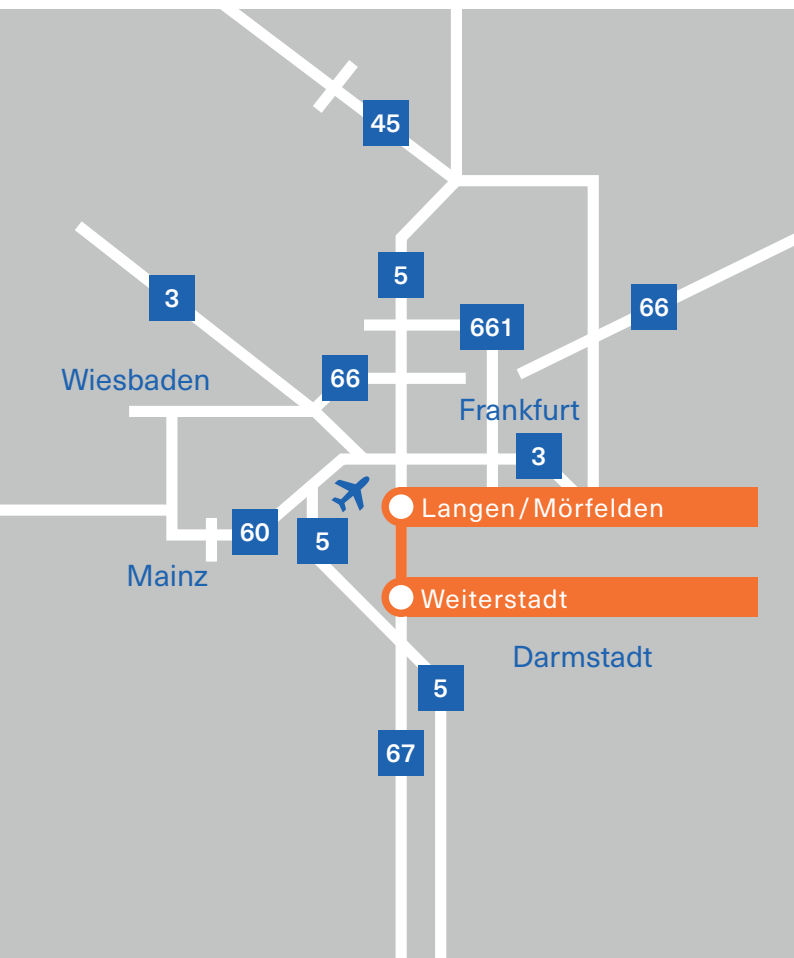 45
5
3
66
661
66
Wiesbaden
Frankfurt
3
Langen/Mörfelden
60
5
Mainz
Weiterstadt
Darmstadt
5
67